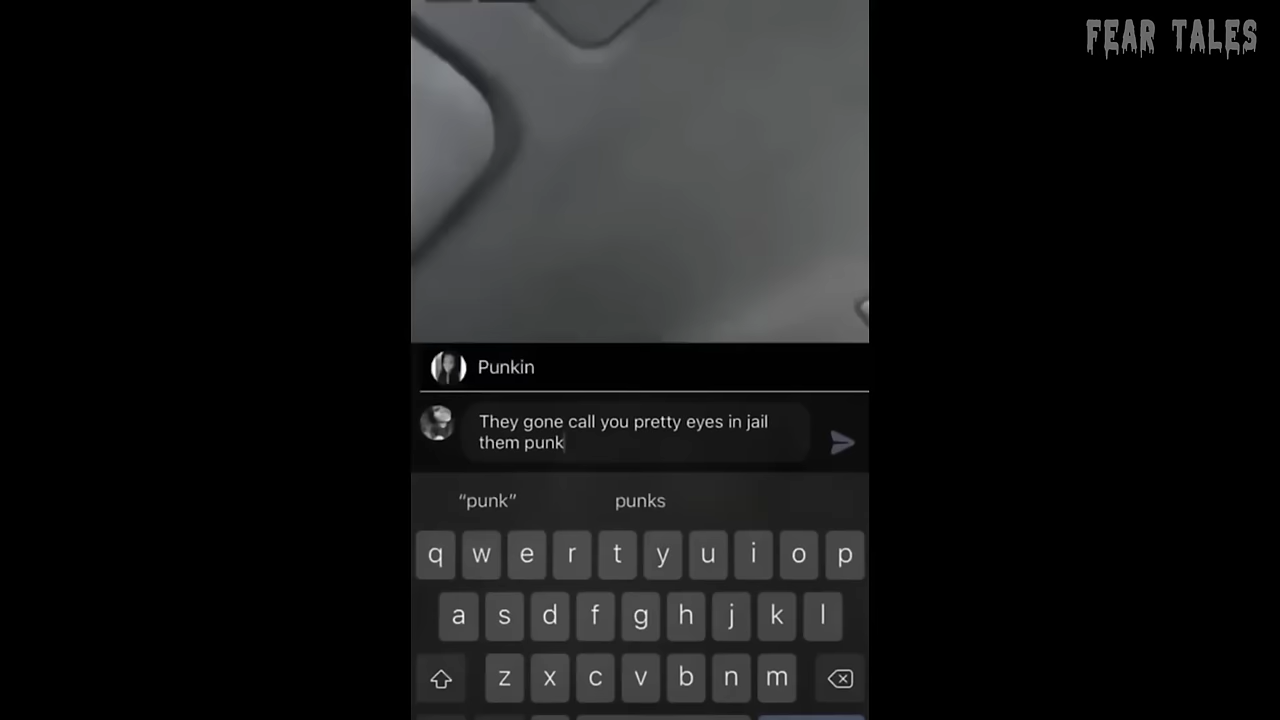 FEAR TALES
Punkin
They gone call you pretty eyes in jail
them punk
“punk” punks
q w e r t y u i o p
a s d f g h j k l
z x c v b n m